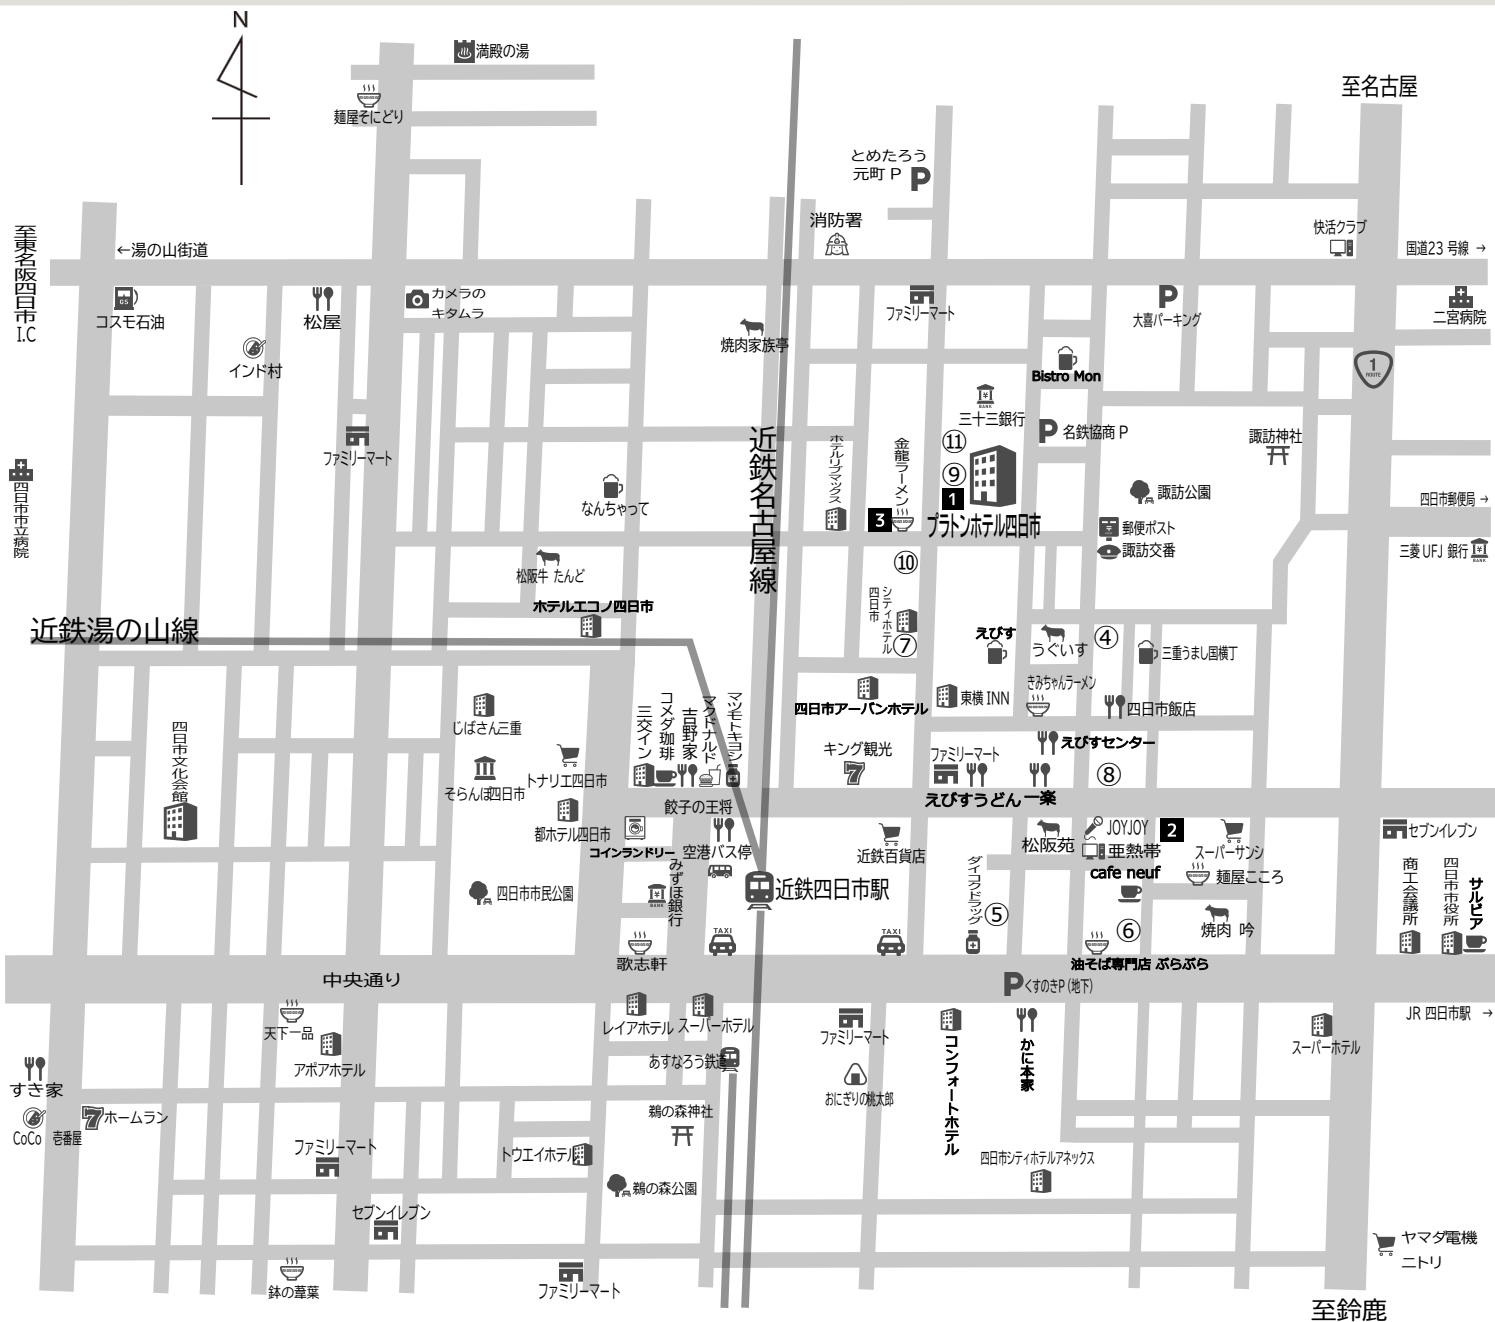 N
満殿の湯
麺屋そにどり
至名古屋
とめたろう
元町 P
P
消防署
至東名阪四日市I.C
←湯の山街道
快活クラブ
国道23 号線 →
GS
コスモ石油
松屋
カメラの
キタムラ
ファミリーマート
P
大喜パーキング
二宮病院
インド村
焼肉家族亭
Bistro Mon
1
ROUTE
BANK
三十三銀行
ファミリーマート
近鉄名古屋線
ホテルリブマックス
金龍ラーメン
⑪
⑨
1
P 名鉄協商 P
諏訪神社
四日市市立病院
なんちゃって
3
プラトンホテル四日市
諏訪公園
郵便ポスト
諏訪交番
四日市郵便局 →
三菱 UFJ 銀行
BANK
松阪牛 たんど
⑩
ホテルエコノ四日市
シティホテル
四日市
⑦
近鉄湯の山線
えびす
うぐいす
④
三重うまし国横丁
きみちゃんラーメン
東横 INN
四日市アーバンホテル
四日市飯店
じばさん三重
四日市文化会館
三交イン
コメダ珈琲
吉野家
マクドナルド
マツモトキヨシ
キング観光
7
ファミリーマート
えびすセンター
トナリエ四日市
そらんぽ四日市
⑧
えびすうどん
一楽
餃子の王将
都ホテル四日市
コインランドリー
空港バス停
近鉄百貨店
松阪苑
JOYJOY
2
亜熱帯
スーパーサンシ
セブンイレブン
cafe neuf
麺屋こころ
四日市市民公園
BANK
みずほ銀行
近鉄四日市駅
ダイコクドラッグ
⑤
⑥
焼肉 吟
商工会議所
四日市市役所
サルビア
TAXI
TAXI
歌志軒
油そば専門店 ぶらぶら
中央通り
P くすのきP (地下)
JR 四日市駅 →
天下一品
レイアホテル
スーパーホテル
ファミリーマート
コンフォートホテル
かに本家
スーパーホテル
アポアホテル
あすなろう鉄道
すき家
おにぎりの桃太郎
CoCo 壱番屋
7
ホームラン
鵜の森神社
ファミリーマート
トウエイホテル
四日市シティホテルアネックス
鵜の森公園
セブンイレブン
ヤマダ電機
ニトリ
鉢の葦葉
ファミリーマート
至鈴鹿